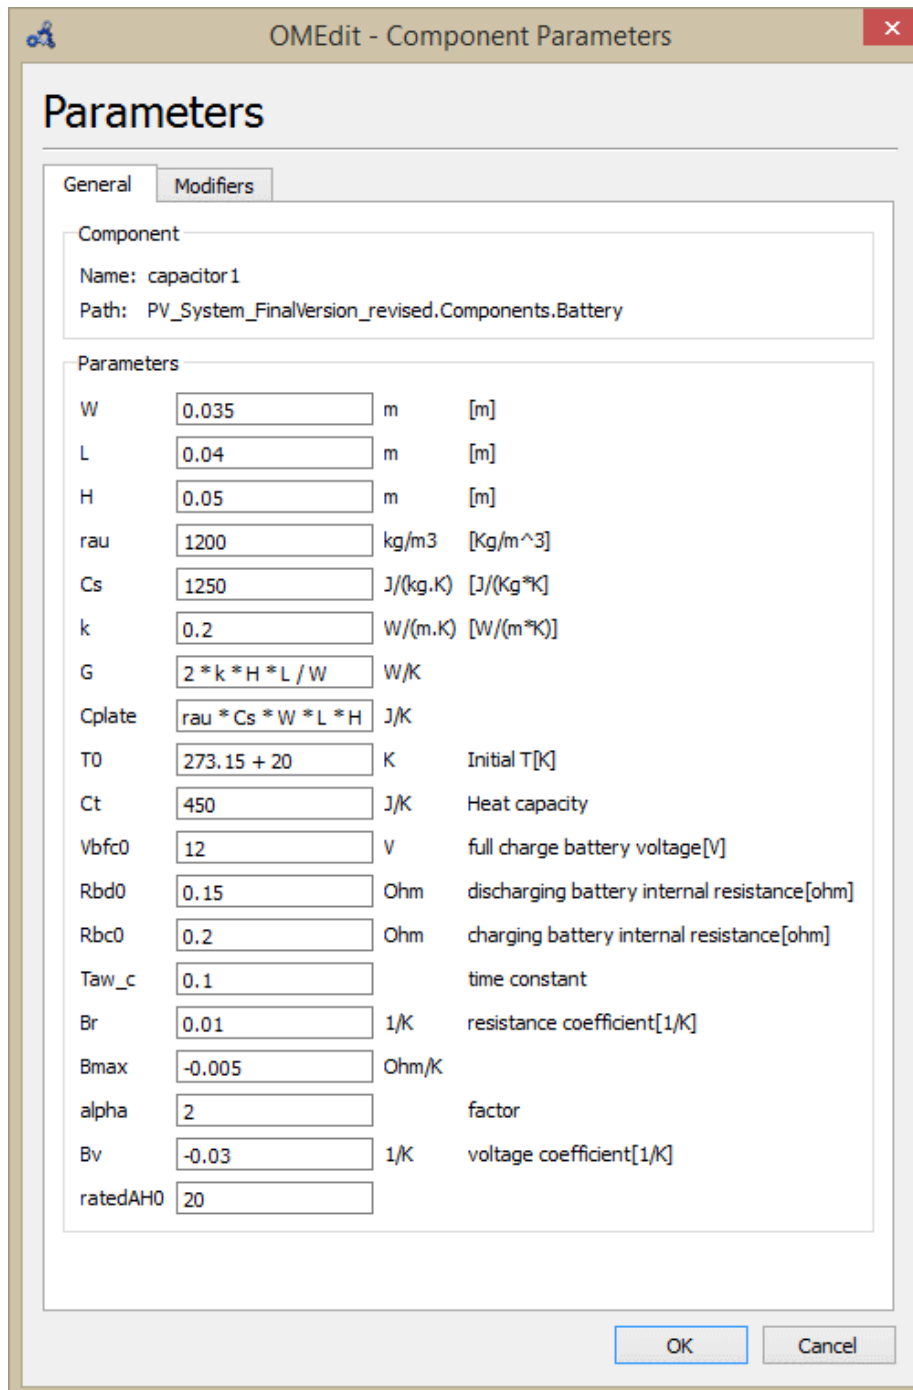 OMEdit - Component Parameters
Parameters
General Modifiers
Component
Name: capacitor1
Path: PV_System_FinalVersion_revised.Components.Battery
Parameters
W 0.035 m [m]
L 0.04 m [m]
H 0.05 m [m]
rau 1200 kg/m3 [Kg/m^3]
Cs 1250 J/(kg.K) [J/(Kg*K]
k 0.2 W/(m.K) [W/(m*K)]
G 2 * k * H * L / W W/K
Cplate rau * Cs * W * L * H J/K
T0 273.15 + 20 K Initial T[K]
Ct 450 J/K Heat capacity
Vbfc0 12 V full charge battery voltage[V]
Rbd0 0.15 Ohm discharging battery internal resistance[ohm]
Rbc0 0.2 Ohm charging battery internal resistance[ohm]
Taw_c 0.1 time constant
Br 0.01 1/K resistance coefficient[1/K]
Bmax -0.005 Ohm/K
alpha 2 factor
Bv -0.03 1/K voltage coefficient[1/K]
ratedAH0 20
OK Cancel